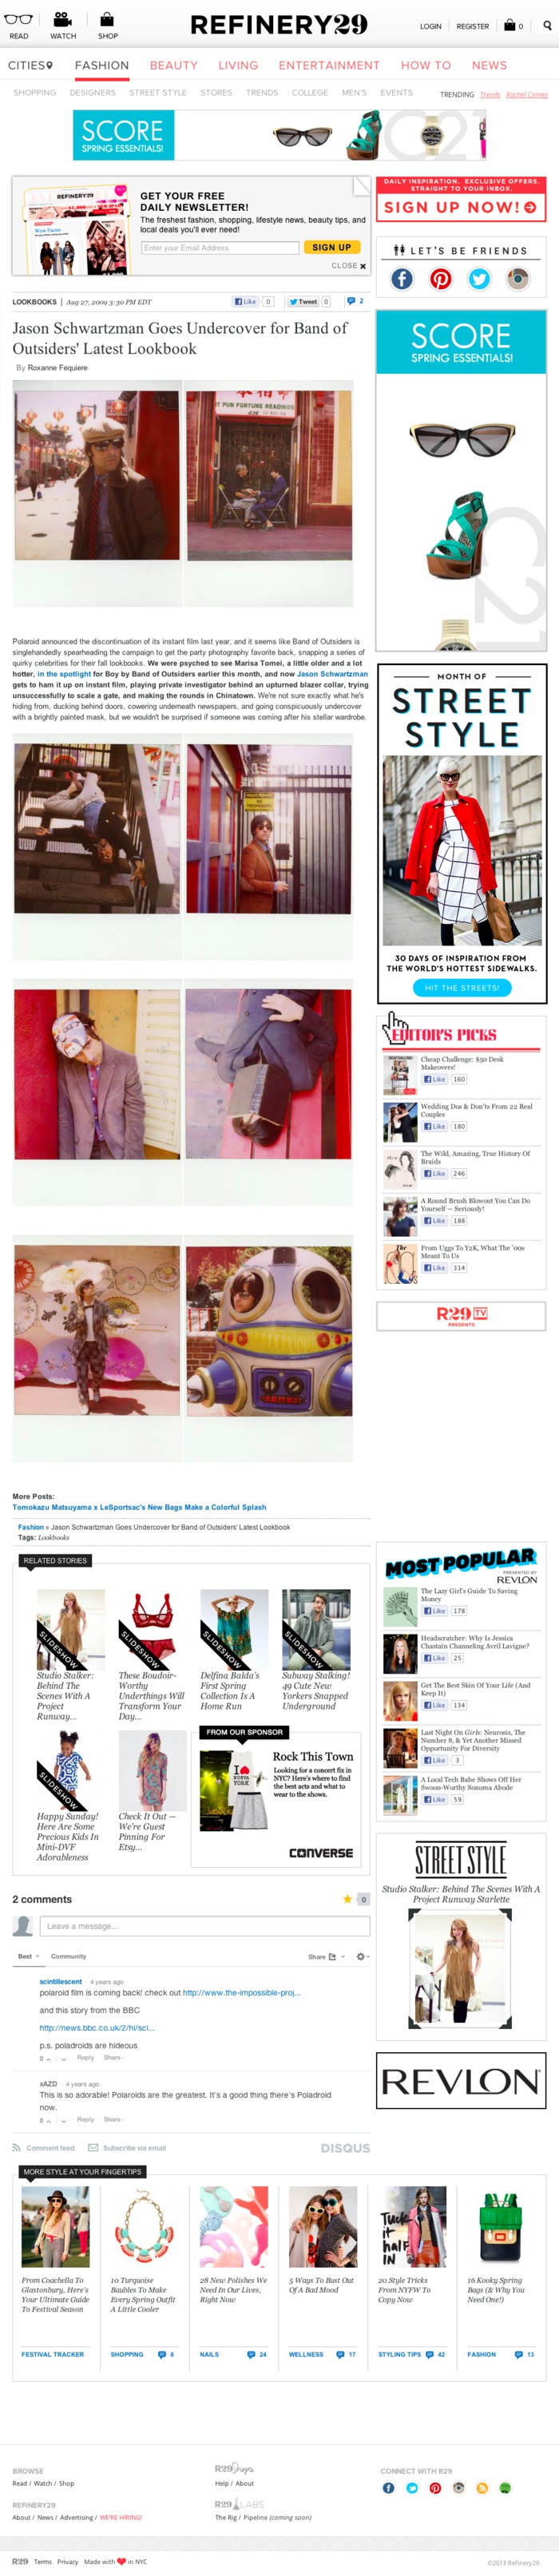 READ
WATCH
SHOP
REFINERY29
LOGIN
REGISTER
0
CITIES
FASHION
BEAUTY
LIVING
ENTERTAINMENT
HOW TO
NEWS
SHOPPING
DESIGNERS
STREET STYLE
STORES
TRENDS
COLLEGE
MEN'S
EVENTS
TRENDING Trends Rachel Comey
SCORE
SPRING ESSENTIALS!
GET YOUR FREE
DAILY NEWSLETTER!
The freshest fashion, shopping, lifestyle news, beauty tips, and
local deals you'll ever need!
Enter your Email Address
SIGN UP
CLOSE x
DAILY INSPIRATION. EXCLUSIVE OFFERS.
STRAIGHT TO YOUR INBOX.
SIGN UP NOW!
LET'S BE FRIENDS
LOOKBOOKS | Aug 27, 2009 3:30 PM EDT
Like 0
Tweet 0
2
Jason Schwartzman Goes Undercover for Band of
Outsiders' Latest Lookbook
By Roxanne Fequiere
SCORE
SPRING ESSENTIALS!
Polaroid announced the discontinuation of its instant film last year, and it seems like Band of Outsiders is
singlehandedly spearheading the campaign to get the party photography favorite back, snapping a series of
quirky celebrities for their fall lookbooks. We were psyched to see Marisa Tomei, a little older and a lot
hotter, in the spotlight for Boy by Band of Outsiders earlier this month, and now Jason Schwartzman
gets to ham it up on instant film, playing private investigator behind an upturned blazer collar, trying
unsuccessfully to scale a gate, and making the rounds in Chinatown. We're not sure exactly what he's
hiding from, ducking behind doors, cowering underneath newspapers, and going conspicuously undercover
with a brightly painted mask, but we wouldn't be surprised if someone was coming after his stellar wardrobe.
MONTH OF
STREET
STYLE
30 DAYS OF INSPIRATION FROM
THE WORLD'S HOTTEST SIDEWALKS.
HIT THE STREETS!
EDITOR'S PICKS
Cheap Challenge: $50 Desk
Makeovers!
Like 160
Wedding Dos & Don'ts From 22 Real
Couples
Like 180
The Wild, Amazing, True History Of
Braids
Like 246
A Round Brush Blowout You Can Do
Yourself — Seriously!
Like 188
From Uggs To Y2K, What The '00s
Meant To Us
Like 314
R29 TV
PRESENTS
More Posts:
Tomokazu Matsuyama x LeSportsac's New Bags Make a Colorful Splash
Fashion » Jason Schwartzman Goes Undercover for Band of Outsiders' Latest Lookbook
Tags: Lookbooks
MOST POPULAR
PRESENTED BY
REVLON
The Lazy Girl's Guide To Saving
Money
Like 178
Headscratcher: Why Is Jessica
Chastain Channeling Avril Lavigne?
Like 25
Get The Best Skin Of Your Life (And
Keep It)
Like 134
Last Night On Girls: Neurosis, The
Number 8, & Yet Another Missed
Opportunity For Diversity
Like 3
A Local Tech Babe Shows Off Her
Swoon-Worthy Sonoma Abode
Like 59
RELATED STORIES
SLIDESHOW
Studio Stalker:
Behind The
Scenes With A
Project
Runway...
SLIDESHOW
These Boudoir-
Worthy
Underthings Will
Transform Your
Day...
SLIDESHOW
Delfina Balda's
First Spring
Collection Is A
Home Run
SLIDESHOW
Subway Stalking!
49 Cute New
Yorkers Snapped
Underground
SLIDESHOW
Happy Sunday!
Here Are Some
Precious Kids In
Mini-DVF
Adorableness
Check It Out —
We're Guest
Pinning For
Etsy...
FROM OUR SPONSOR
Rock This Town
Looking for a concert fix in
NYC? Here's where to find
the best acts and what to
wear to the shows.
CONVERSE
STREET STYLE
Studio Stalker: Behind The Scenes With A
Project Runway Starlette
REVLON
2 comments
0
Leave a message...
Best
Community
Share
scintillescent · 4 years ago
polaroid film is coming back! check out http://www.the-impossible-proj...
and this story from the BBC
http://news.bbc.co.uk/2/hi/sci...
p.s. poladroids are hideous
0 Reply Share ›
xAZD · 4 years ago
This is so adorable! Polaroids are the greatest. It's a good thing there's Poladroid
now.
0 Reply Share ›
Comment feed
Subscribe via email
DISQUS
MORE STYLE AT YOUR FINGERTIPS
From Coachella To
Glastonbury, Here's
Your Ultimate Guide
To Festival Season
FESTIVAL TRACKER
10 Turquoise
Baubles To Make
Every Spring Outfit
A Little Cooler
SHOPPING 8
28 New Polishes We
Need In Our Lives,
Right Now
NAILS 24
5 Ways To Bust Out
Of A Bad Mood
WELLNESS 17
Tuck
it
half
IN
20 Style Tricks
From NYFW To
Copy Now
STYLING TIPS 42
16 Kooky Spring
Bags (& Why You
Need One!)
FASHION 13
BROWSE
Read / Watch / Shop
REFINERY29
About / News / Advertising / WE'RE HIRING!
R29 Shops
Help / About
R29 LABS
The Rig / Pipeline (coming soon)
CONNECT WITH R29
R29 Terms Privacy Made with ♥ in NYC
©2013 Refinery29